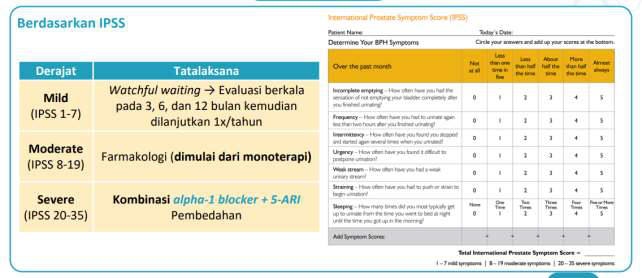 Berdasarkan IPSS
Derajat
Tatalaksana
Mild
(IPSS 1-7)
Watchful waiting → Evaluasi berkala
pada 3, 6, dan 12 bulan kemudian
dilanjutkan 1x/tahun
Moderate
(IPSS 8-19)
Farmakologi (dimulai dari monoterapi)
Severe
(IPSS 20-35)
Kombinasi alpha-1 blocker + 5-ARI
Pembedahan
International Prostate Symptom Score (IPSS)
Patient Name:
Today's Date:
Determine Your BPH Symptoms
Circle your answers and add up your scores at the bottom.
Over the past month
Not
at all
Less
than one
time in
five
Less
than half
the time
About
half the
time
More
than half
the time
Almost
always
Incomplete emptying – How often have you had the
sensation of not emptying your bladder completely after
you finished urinating?
0 1 2 3 4 5
Frequency – How often have you had to urinate again
less than two hours after you finished urinating?
0 1 2 3 4 5
Intermittency – How often have you found you stopped
and started again several times when you urinated?
0 1 2 3 4 5
Urgency – How often have you found it difficult to
postpone urination?
0 1 2 3 4 5
Weak stream – How often have you had a weak
urinary stream?
0 1 2 3 4 5
Straining – How often have you had to push or strain to
begin urination?
0 1 2 3 4 5
Sleeping – How many times did you most typically get
up to urinate from the time you went to bed at night
until the time you got up in the morning?
None
0
One
Time
1
Two
Times
2
Three
Times
3
Four
Times
4
Five or More
Times
5
Add Symptom Scores:
+ + + + +
Total International Prostate Symptom Score =
1 – 7 mild symptoms | 8 – 19 moderate symptoms | 20 – 35 severe symptoms